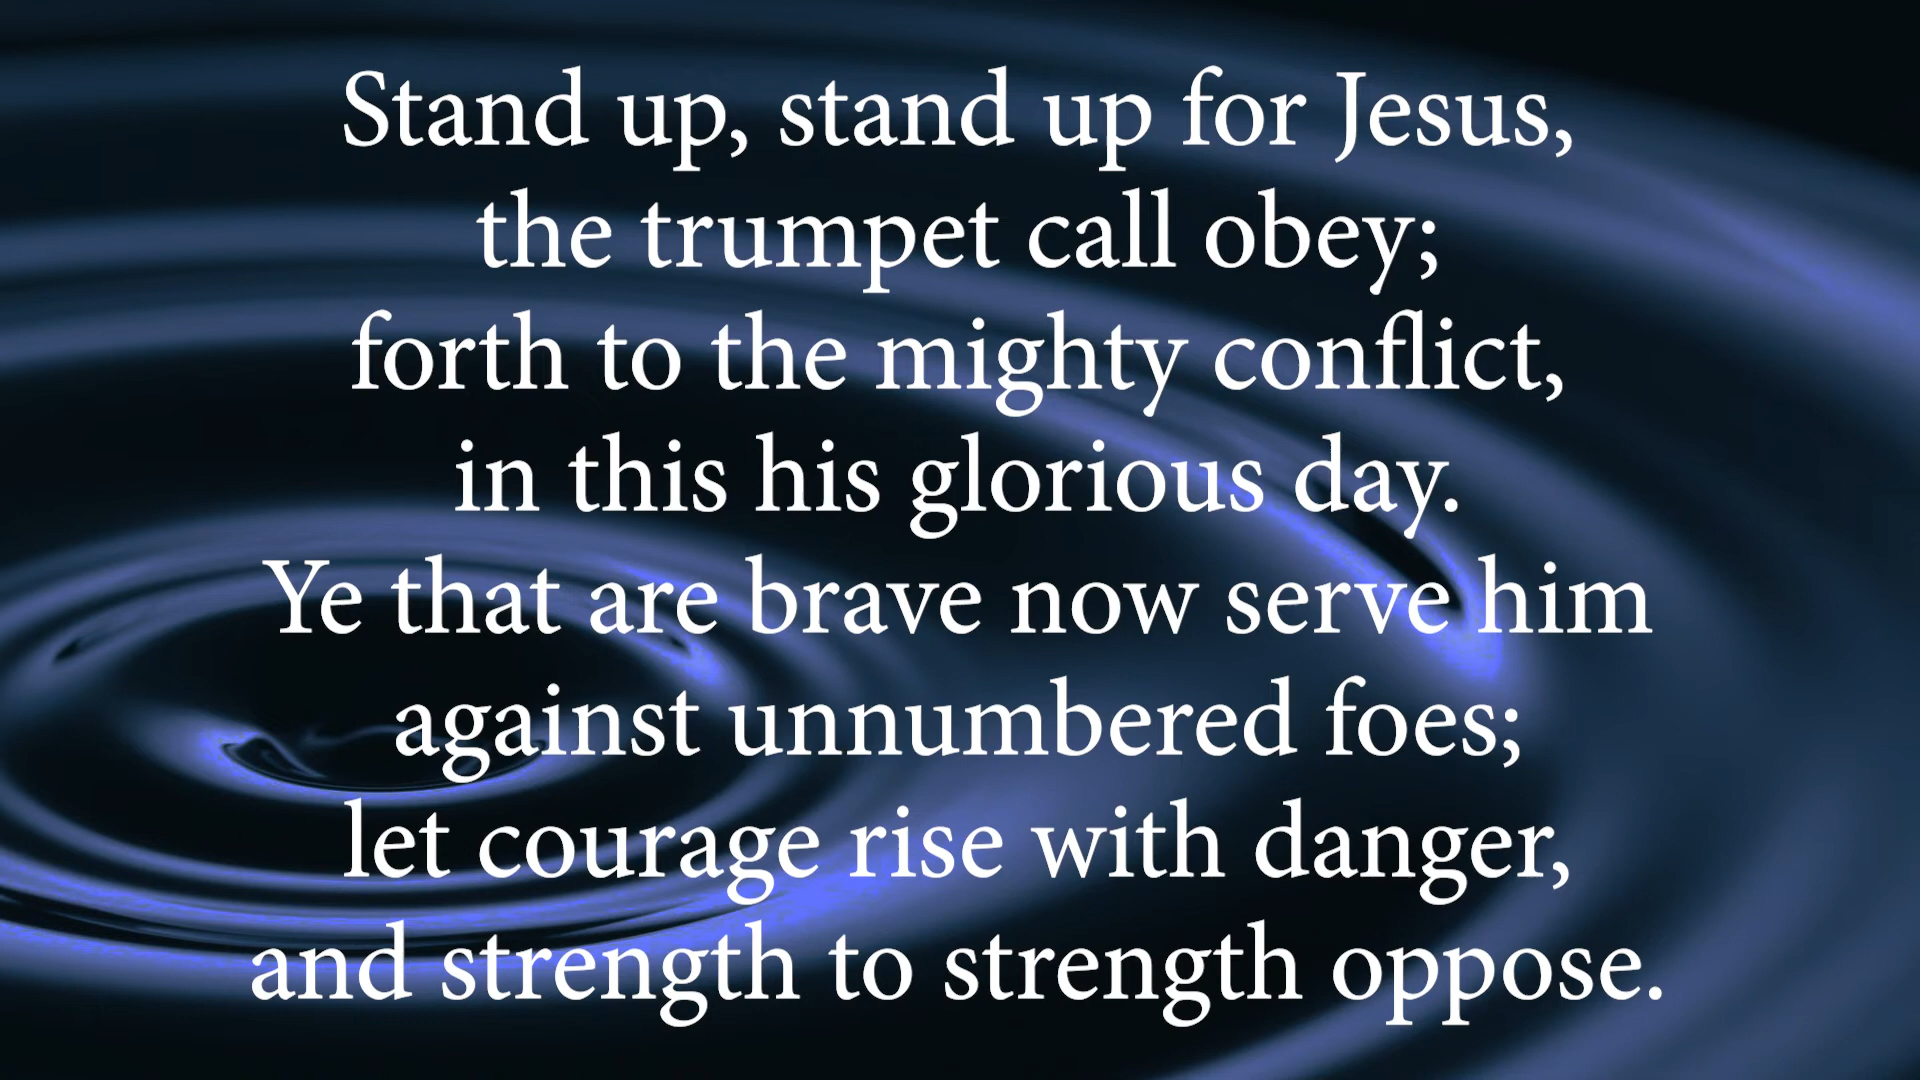 Stand up, stand up for Jesus,
the trumpet call obey;
forth to the mighty conflict,
in this his glorious day.
Ye that are brave now serve him
against unnumbered foes;
let courage rise with danger,
and strength to strength oppose.